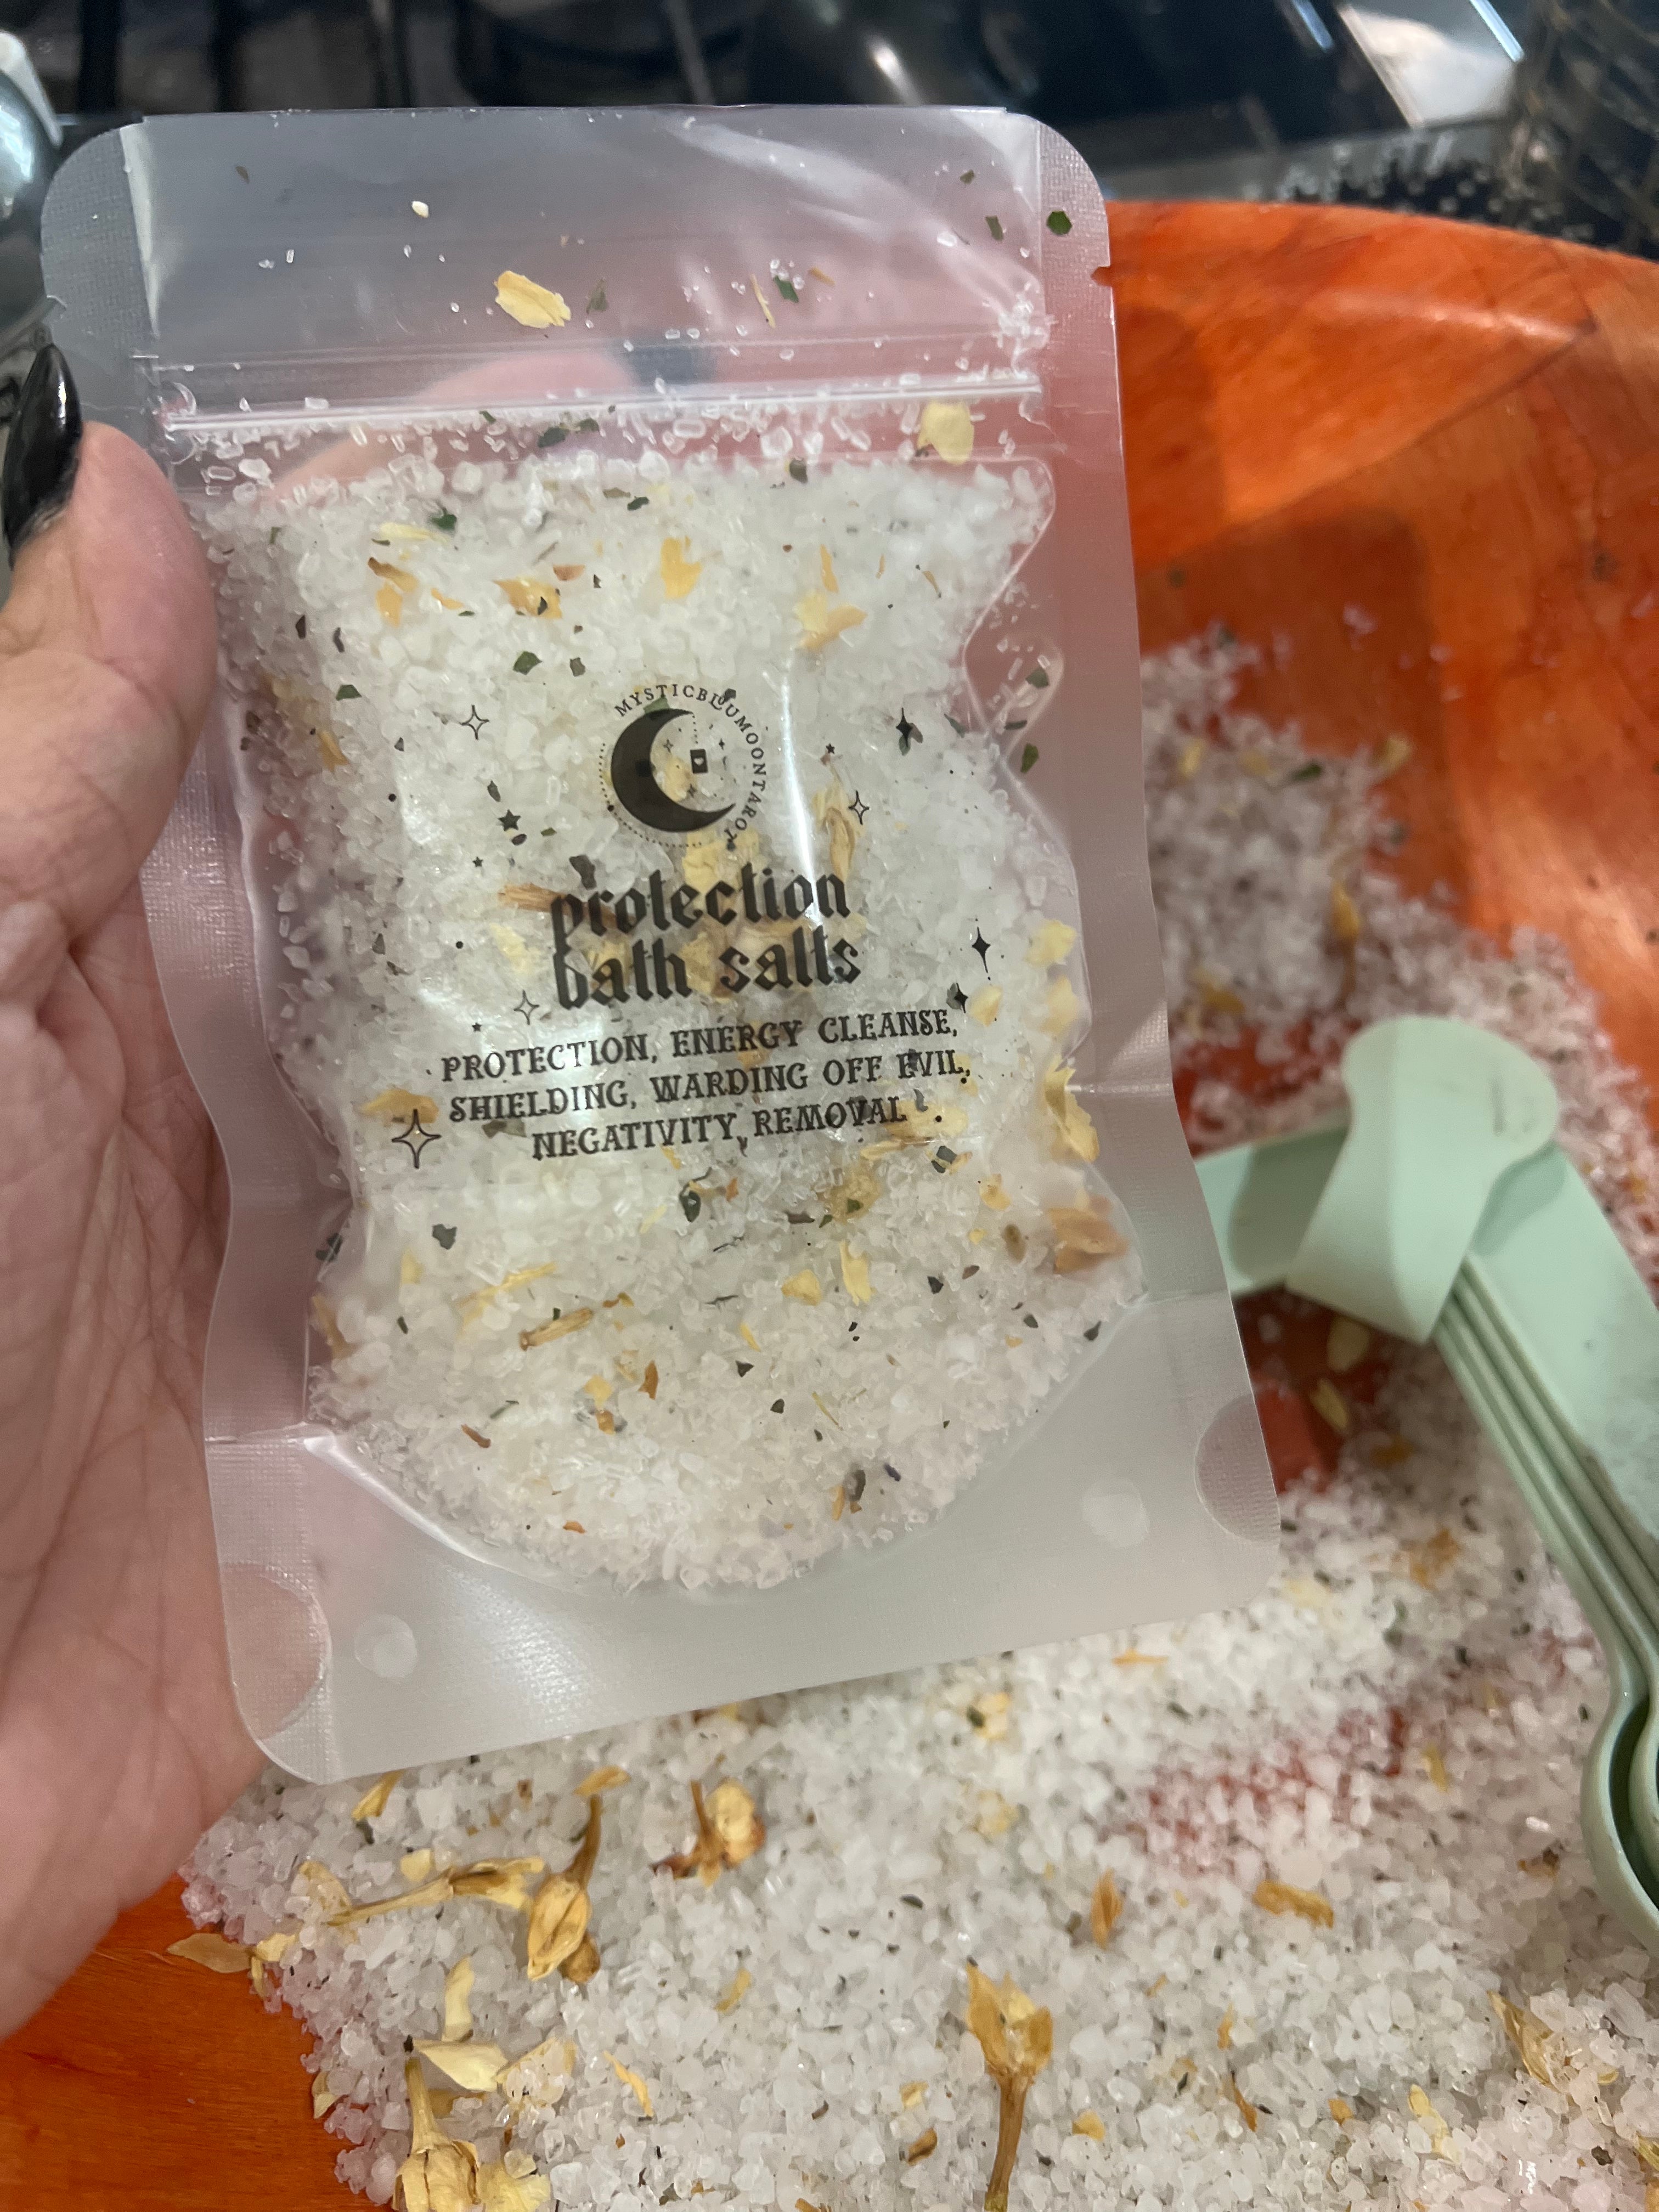 MYSTICBLUMOONTAROT
protection
bath salts
PROTECTION, ENERGY CLEANSE,
SHIELDING, WARDING OFF EVIL,
NEGATIVITY REMOVAL